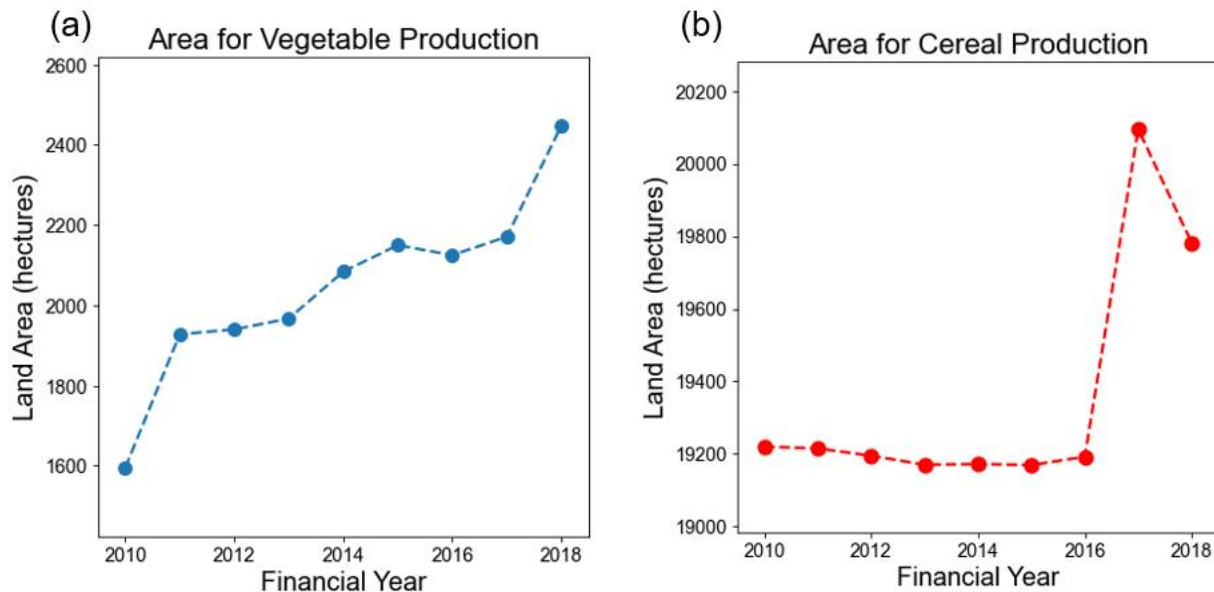 (a)
Area for Vegetable Production
2600
2400
2200
2000
1800
1600
Land Area (hectures)
2010 2012 2014 2016 2018
Financial Year
(b)
Area for Cereal Production
20200
20000
19800
19600
19400
19200
19000
Land Area (hectures)
2010 2012 2014 2016 2018
Financial Year